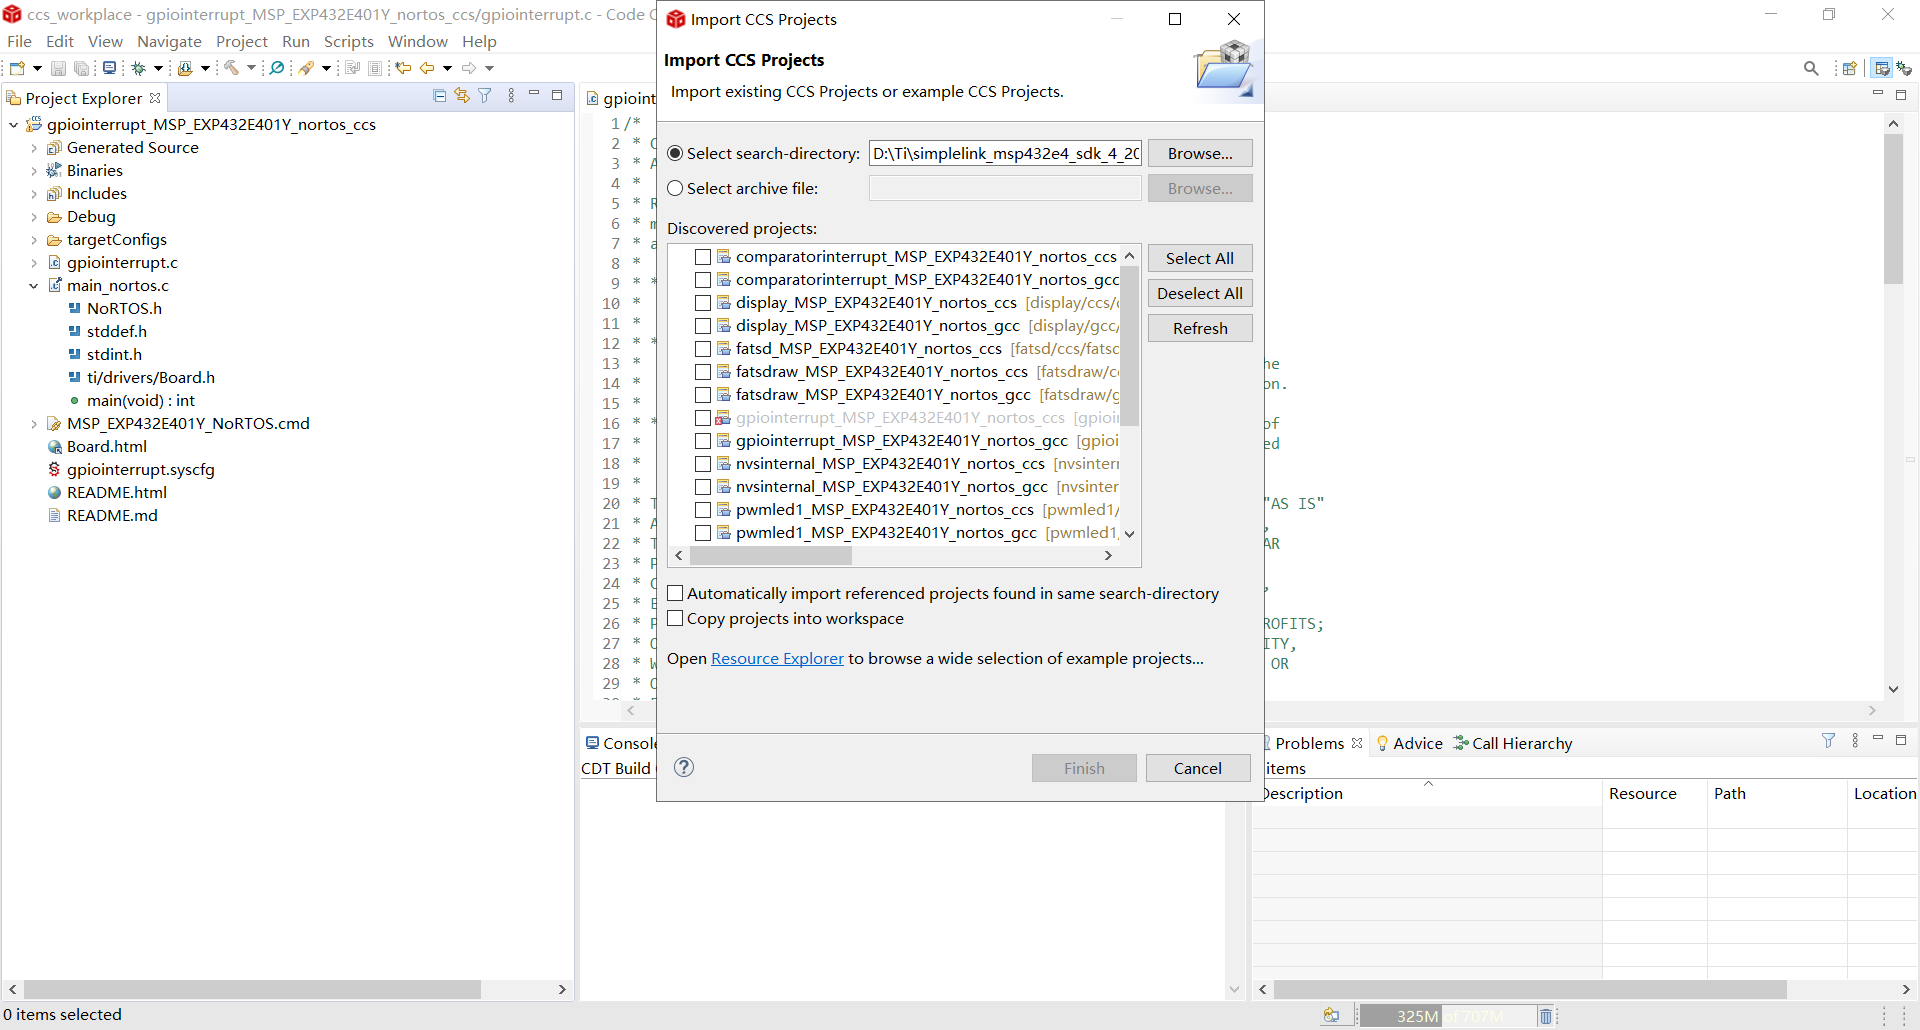 ccs_workplace - gpiointerrupt_MSP_EXP432E401Y_nortos_ccs/gpiointerrupt.c - Code C
File Edit View Navigate Project Run Scripts Window Help
Project Explorer
gpiointerrupt_MSP_EXP432E401Y_nortos_ccs
Generated Source
Binaries
Includes
Debug
targetConfigs
gpiointerrupt.c
main_nortos.c
NoRTOS.h
stddef.h
stdint.h
ti/drivers/Board.h
main(void) : int
MSP_EXP432E401Y_NoRTOS.cmd
Board.html
gpiointerrupt.syscfg
README.html
README.md
gpioint
1 /*
2 * C
3 * A
4 *
5 * R
6 * m
7 * a
8 *
9 * *
10 *
11 *
12 * *
13 * he
14 * on.
15 *
16 * * of
17 * ed
18 *
19 *
20 * T "AS IS"
21 * A ,
22 * T AR
23 * P
24 * C ,
25 * E
26 * P ROFITS;
27 * O ITY,
28 * W OR
29 * O
Import CCS Projects
Import CCS Projects
Import existing CCS Projects or example CCS Projects.
Select search-directory: D:\Ti\simplelink_msp432e4_sdk_4_20 Browse...
Select archive file: Browse...
Discovered projects:
comparatorinterrupt_MSP_EXP432E401Y_nortos_ccs
comparatorinterrupt_MSP_EXP432E401Y_nortos_gcc
display_MSP_EXP432E401Y_nortos_ccs [display/ccs/
display_MSP_EXP432E401Y_nortos_gcc [display/gcc/
fatsd_MSP_EXP432E401Y_nortos_ccs [fatsd/ccs/fatsd
fatsdraw_MSP_EXP432E401Y_nortos_ccs [fatsdraw/c
fatsdraw_MSP_EXP432E401Y_nortos_gcc [fatsdraw/g
gpiointerrupt_MSP_EXP432E401Y_nortos_ccs [gpioi
gpiointerrupt_MSP_EXP432E401Y_nortos_gcc [gpioi
nvsinternal_MSP_EXP432E401Y_nortos_ccs [nvsinter
nvsinternal_MSP_EXP432E401Y_nortos_gcc [nvsinter
pwmled1_MSP_EXP432E401Y_nortos_ccs [pwmled1/
pwmled1_MSP_EXP432E401Y_nortos_gcc [pwmled1
Select All
Deselect All
Refresh
Automatically import referenced projects found in same search-directory
Copy projects into workspace
Open Resource Explorer to browse a wide selection of example projects...
Finish Cancel
Console
CDT Build
Problems Advice Call Hierarchy
items
Description Resource Path Location
0 items selected
325M of 707M